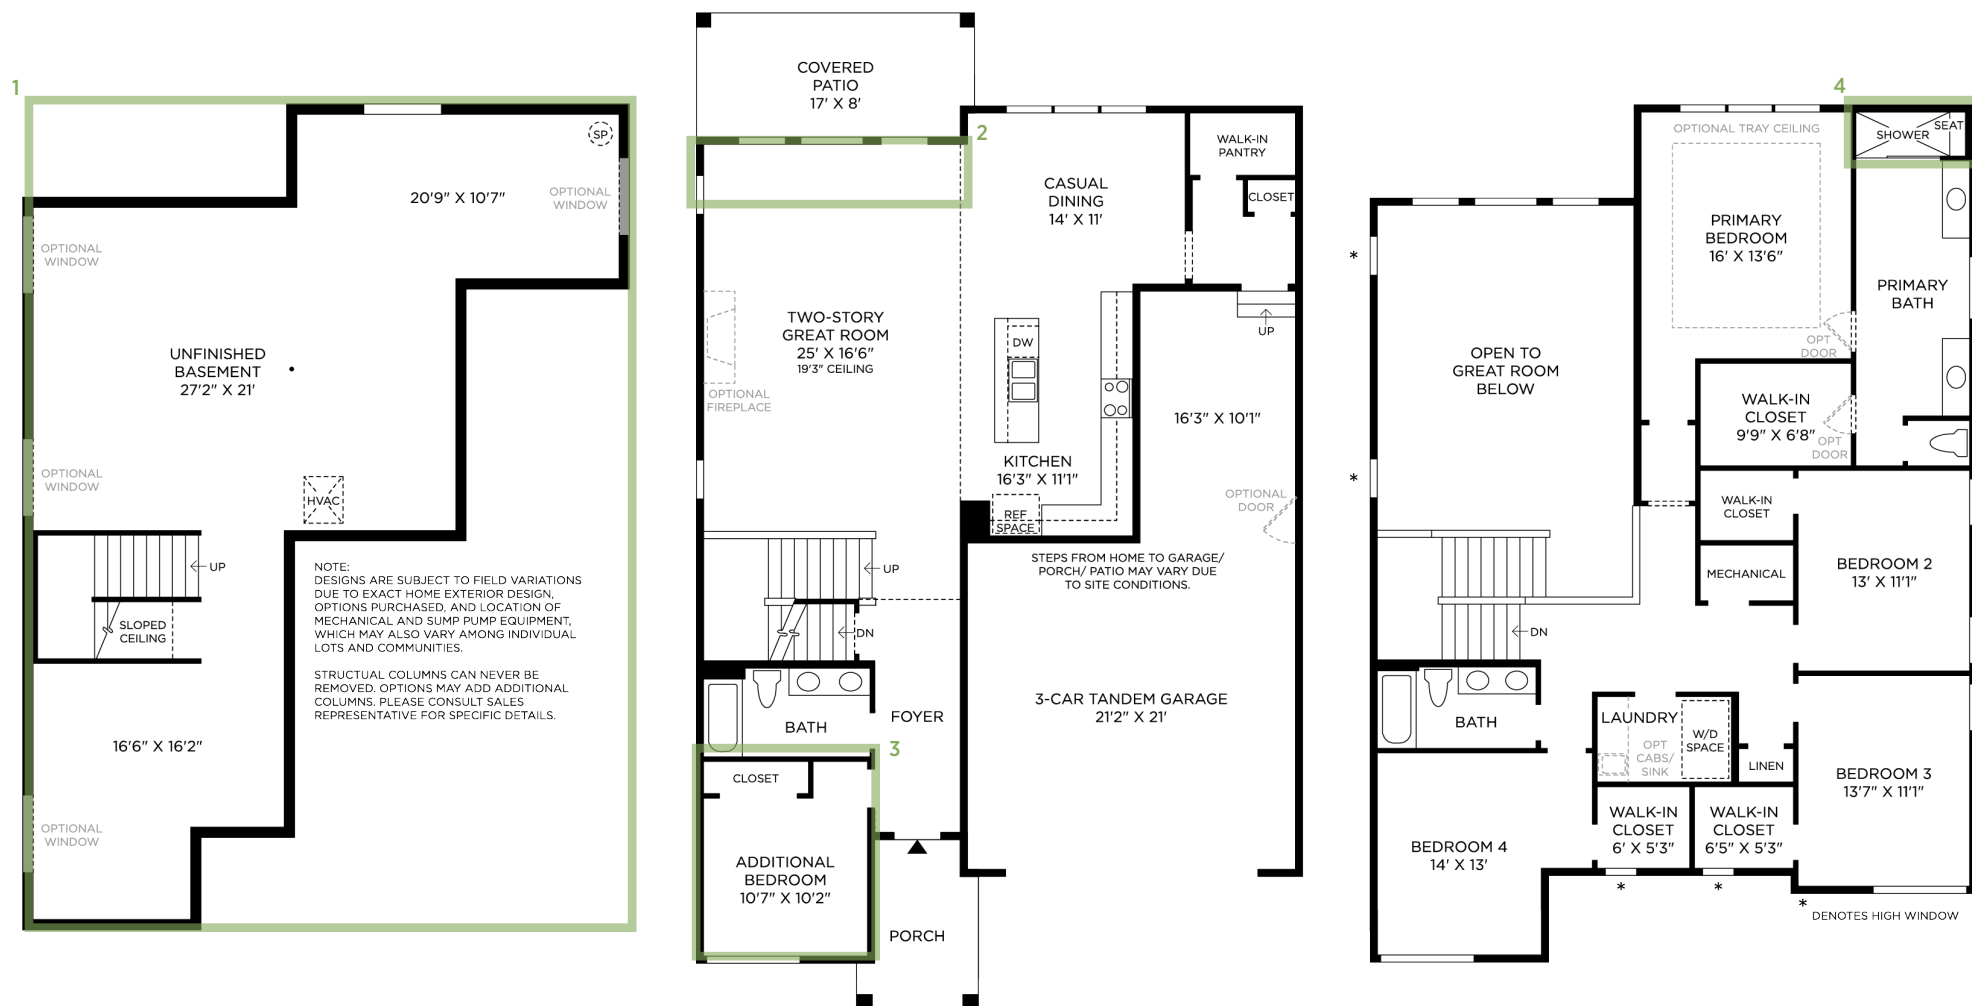 1
SP
20'9" X 10'7"
OPTIONAL
WINDOW
OPTIONAL
WINDOW
UNFINISHED
BASEMENT
27'2" X 21'
OPTIONAL
WINDOW
HVAC
UP
SLOPED
CEILING
NOTE:
DESIGNS ARE SUBJECT TO FIELD VARIATIONS
DUE TO EXACT HOME EXTERIOR DESIGN,
OPTIONS PURCHASED, AND LOCATION OF
MECHANICAL AND SUMP PUMP EQUIPMENT,
WHICH MAY ALSO VARY AMONG INDIVIDUAL
LOTS AND COMMUNITIES.
STRUCTUAL COLUMNS CAN NEVER BE
REMOVED. OPTIONS MAY ADD ADDITIONAL
COLUMNS. PLEASE CONSULT SALES
REPRESENTATIVE FOR SPECIFIC DETAILS.
16'6" X 16'2"
OPTIONAL
WINDOW
COVERED
PATIO
17' X 8'
2
WALK-IN
PANTRY
CASUAL
DINING
14' X 11'
CLOSET
TWO-STORY
GREAT ROOM
25' X 16'6"
19'3" CEILING
OPTIONAL
FIREPLACE
DW
UP
16'3" X 10'1"
KITCHEN
16'3" X 11'1"
REF
SPACE
OPTIONAL
DOOR
STEPS FROM HOME TO GARAGE/
PORCH/ PATIO MAY VARY DUE
TO SITE CONDITIONS.
UP
DN
BATH
FOYER
3-CAR TANDEM GARAGE
21'2" X 21'
3
CLOSET
ADDITIONAL
BEDROOM
10'7" X 10'2"
PORCH
4
OPTIONAL TRAY CEILING
SHOWER
SEAT
PRIMARY
BEDROOM
16' X 13'6"
*
PRIMARY
BATH
OPT
DOOR
OPEN TO
GREAT ROOM
BELOW
WALK-IN
CLOSET
9'9" X 6'8"
OPT
DOOR
*
WALK-IN
CLOSET
MECHANICAL
BEDROOM 2
13' X 11'1"
DN
BATH
LAUNDRY
OPT
CABS/
SINK
W/D
SPACE
LINEN
BEDROOM 3
13'7" X 11'1"
WALK-IN
CLOSET
6' X 5'3"
WALK-IN
CLOSET
6'5" X 5'3"
BEDROOM 4
14' X 13'
*
*
*
DENOTES HIGH WINDOW